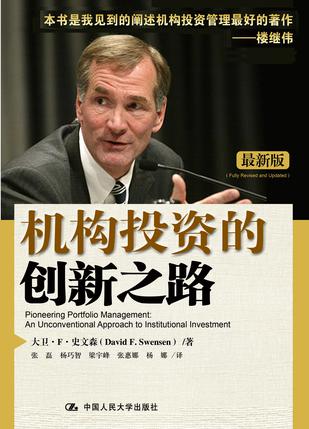 本书是我见到的阐述机构投资管理最好的著作
——楼继伟
最新版
(Fully Revised and Updated)
机构投资的
创新之路
Pioneering Portfolio Management:
An Unconventional Approach to Institutional Investment
大卫·F·史文森(David F. Swensen) /著
张磊 杨巧智 梁宇峰 张惠娜 杨娜/译
中国人民大学出版社